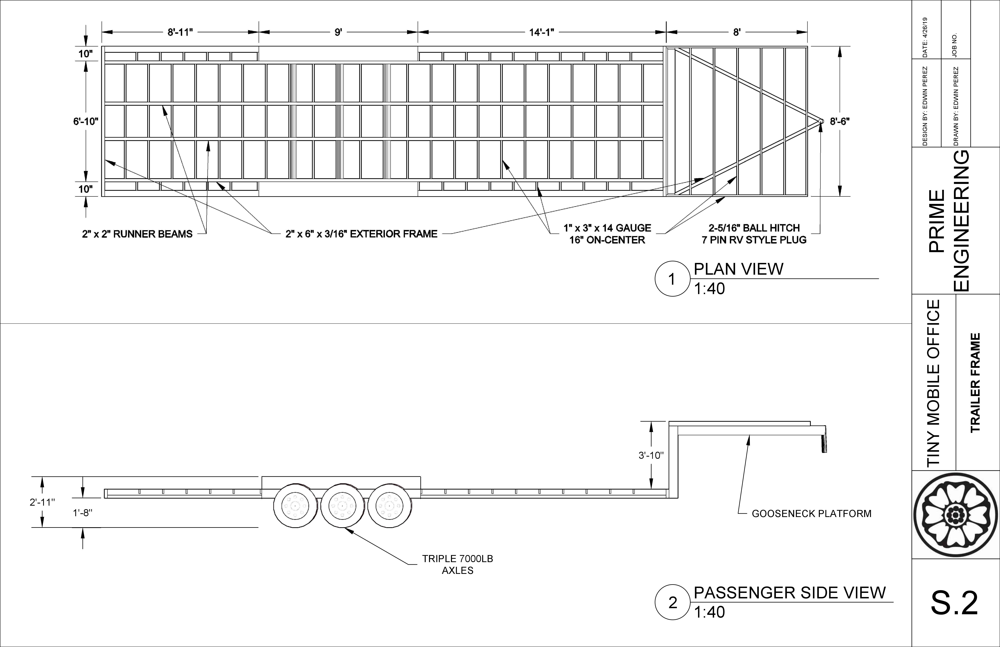 8'-11"
9'
14'-1"
8'
10"
6'-10"
10"
8'-6"
2" x 2" RUNNER BEAMS
2" x 6" x 3/16" EXTERIOR FRAME
1" x 3" x 14 GAUGE
16" ON-CENTER
2-5/16" BALL HITCH
7 PIN RV STYLE PLUG
1
PLAN VIEW
1:40
3'-10"
2'-11"
1'-8"
GOOSENECK PLATFORM
TRIPLE 7000LB
AXLES
2
PASSENGER SIDE VIEW
1:40
DATE: 4/26/19
JOB NO.
DESIGN BY: EDWIN PEREZ
DRAWN BY: EDWIN PEREZ
PRIME
ENGINEERING
TINY MOBILE OFFICE
TRAILER FRAME
S.2